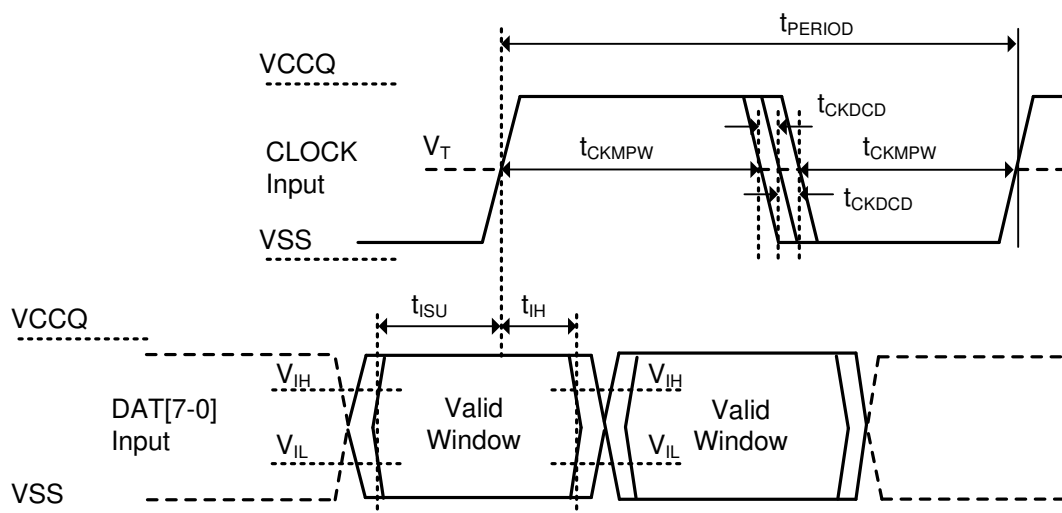 tPERIOD
VCCQ
tCKDCD
VT
tCKMPW
tCKMPW
CLOCK
Input
tCKDCD
VSS
tISU
tIH
VCCQ
VIH
VIH
DAT[7-0]
Input
Valid
Window
Valid
Window
VIL
VIL
VSS